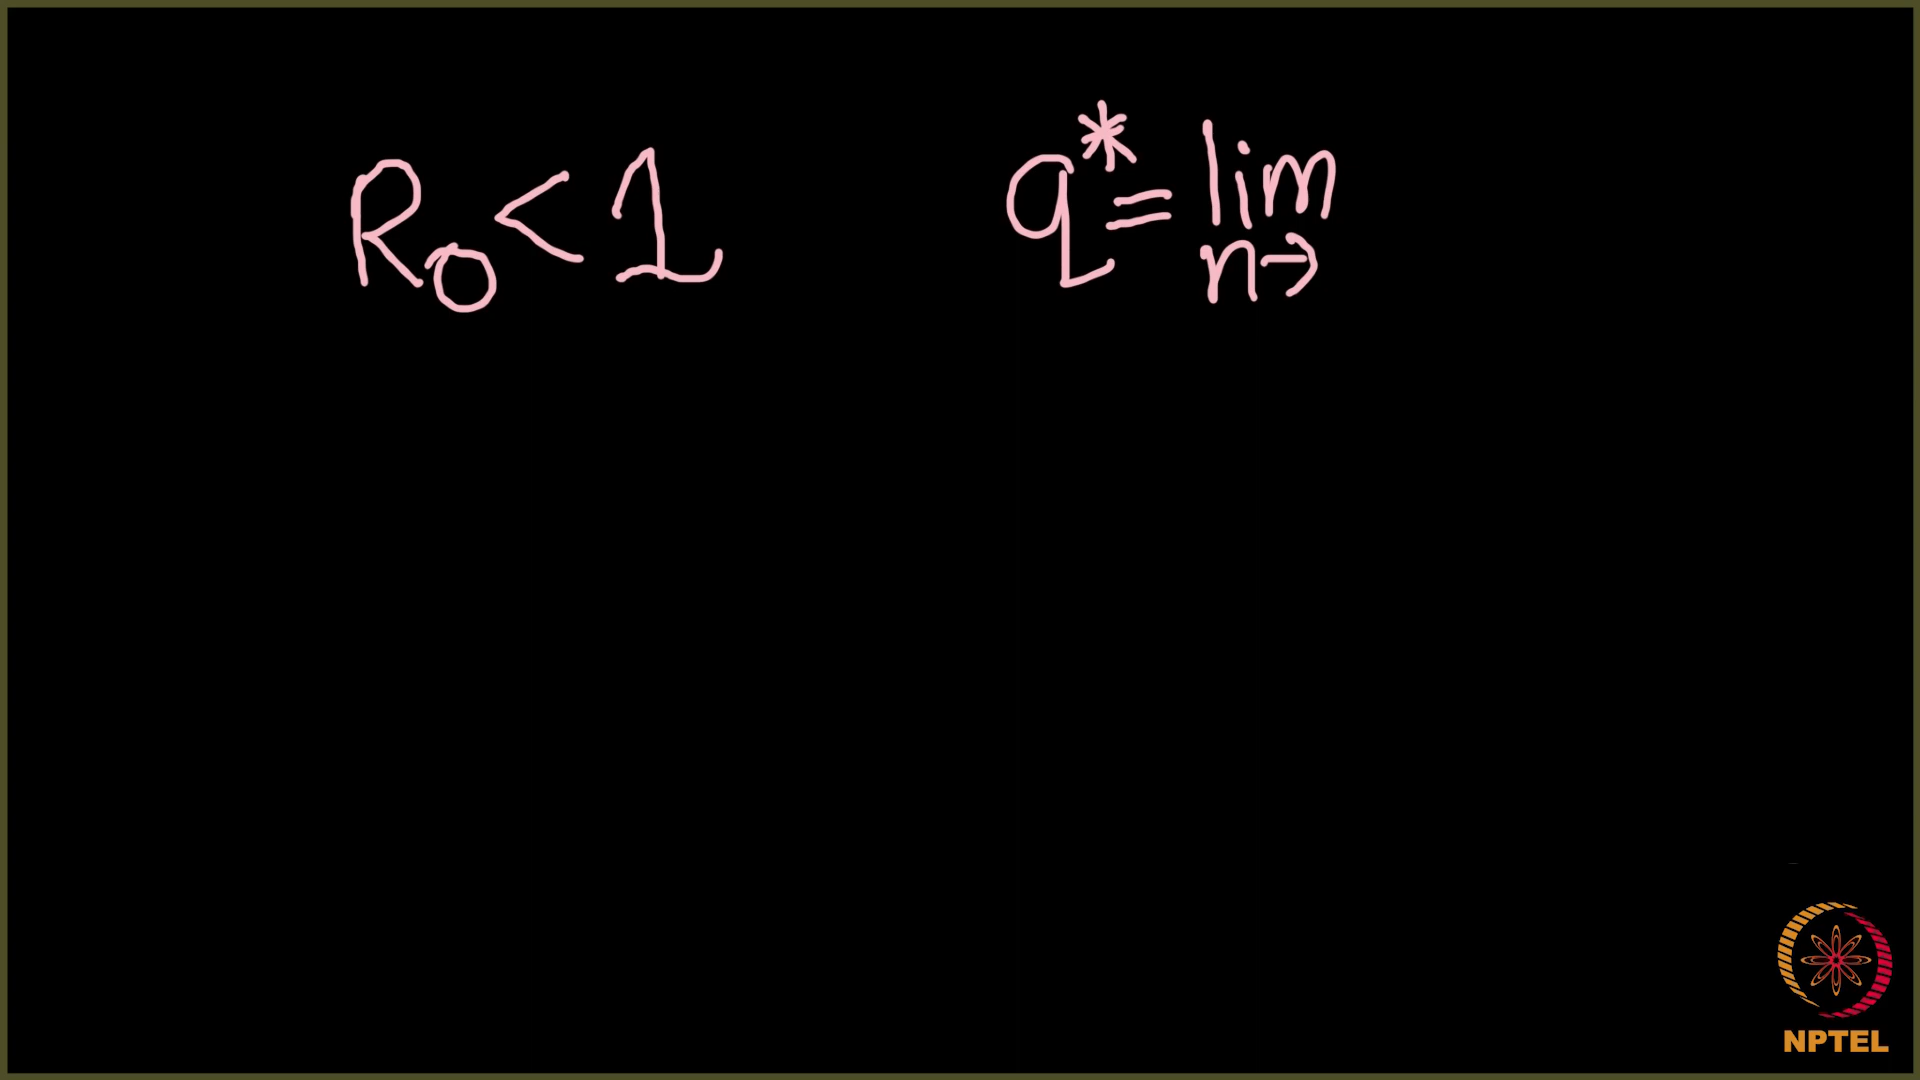 R₀ < 1
q* = lim
n→
NPTEL